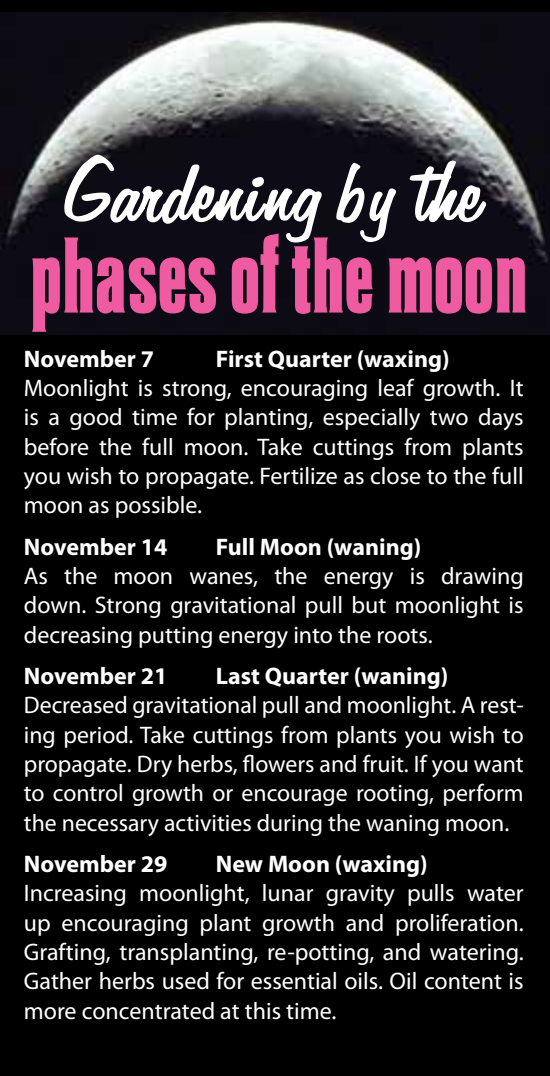 Gardening by the
phases of the moon
November 7 First Quarter (waxing)
Moonlight is strong, encouraging leaf growth. It
is a good time for planting, especially two days
before the full moon. Take cuttings from plants
you wish to propagate. Fertilize as close to the full
moon as possible.
November 14 Full Moon (waning)
As the moon wanes, the energy is drawing
down. Strong gravitational pull but moonlight is
decreasing putting energy into the roots.
November 21 Last Quarter (waning)
Decreased gravitational pull and moonlight. A rest-
ing period. Take cuttings from plants you wish to
propagate. Dry herbs, flowers and fruit. If you want
to control growth or encourage rooting, perform
the necessary activities during the waning moon.
November 29 New Moon (waxing)
Increasing moonlight, lunar gravity pulls water
up encouraging plant growth and proliferation.
Grafting, transplanting, re-potting, and watering.
Gather herbs used for essential oils. Oil content is
more concentrated at this time.